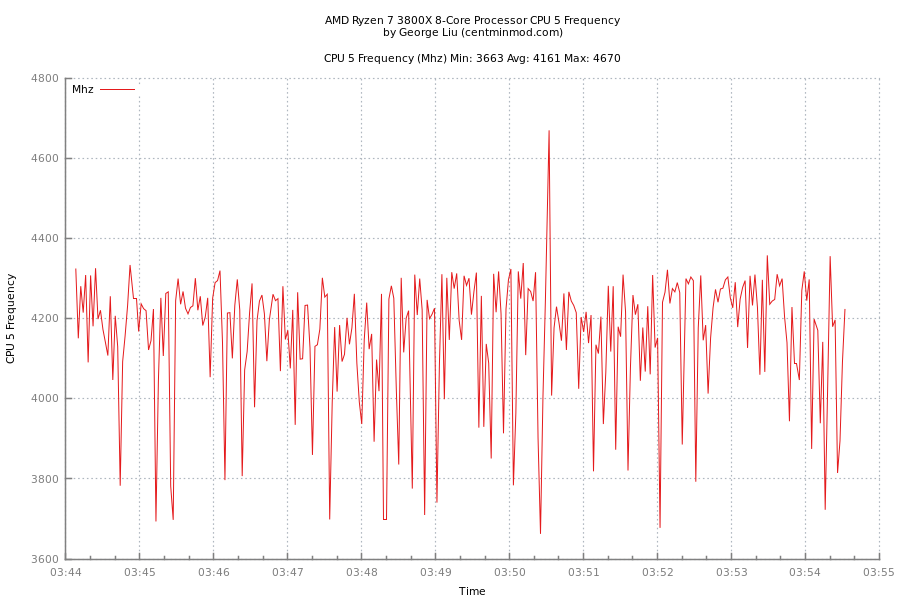 AMD Ryzen 7 3800X 8-Core Processor CPU 5 Frequency
by George Liu (centminmod.com)
CPU 5 Frequency (Mhz) Min: 3663 Avg: 4161 Max: 4670
Mhz
4800
4600
4400
4200
4000
3800
3600
CPU 5 Frequency
03:44 03:45 03:46 03:47 03:48 03:49 03:50 03:51 03:52 03:53 03:54 03:55
Time